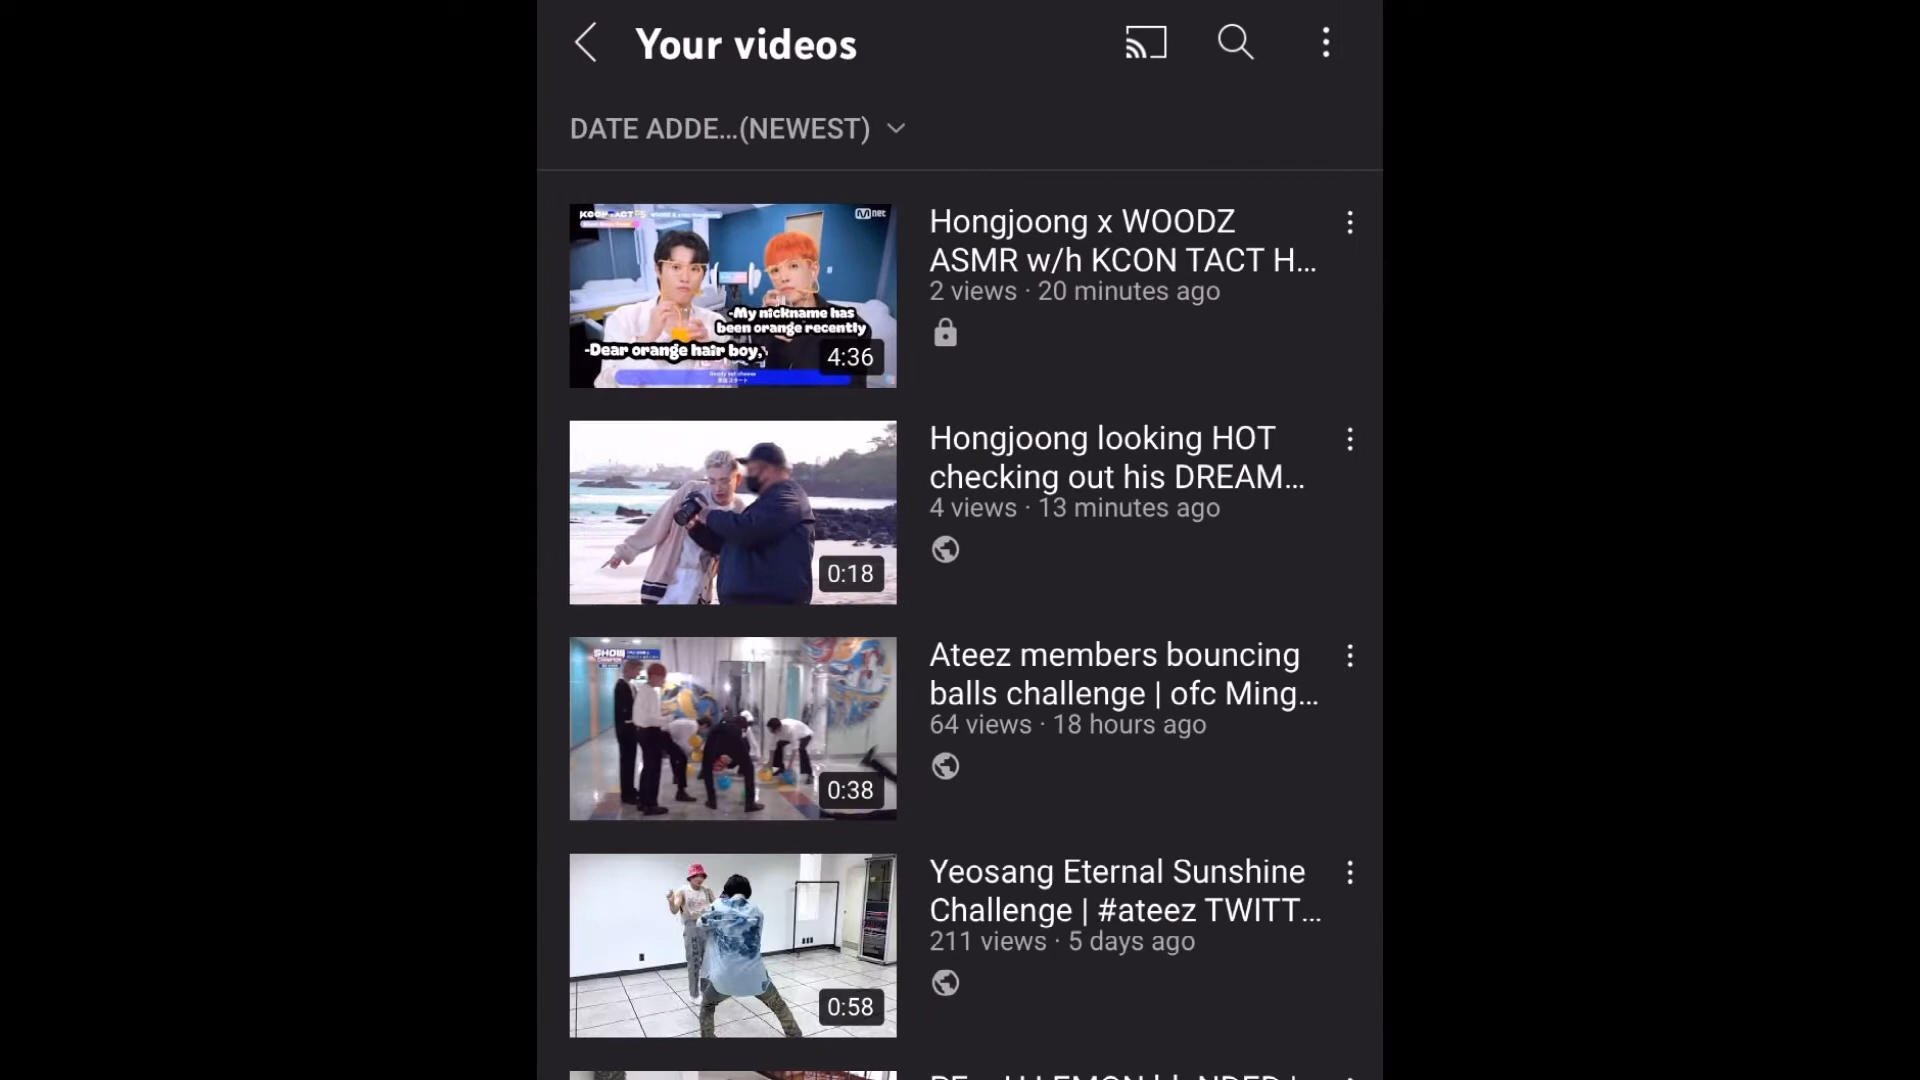 Your videos
DATE ADDE...(NEWEST)
Mnet
-My nickname has
been orange recently
-Dear orange hair boy,
4:36
Hongjoong x WOODZ
ASMR w/h KCON TACT H...
2 views · 20 minutes ago
0:18
Hongjoong looking HOT
checking out his DREAM...
4 views · 13 minutes ago
SHOW
0:38
Ateez members bouncing
balls challenge | ofc Ming...
64 views · 18 hours ago
0:58
Yeosang Eternal Sunshine
Challenge | #ateez TWITT...
211 views · 5 days ago